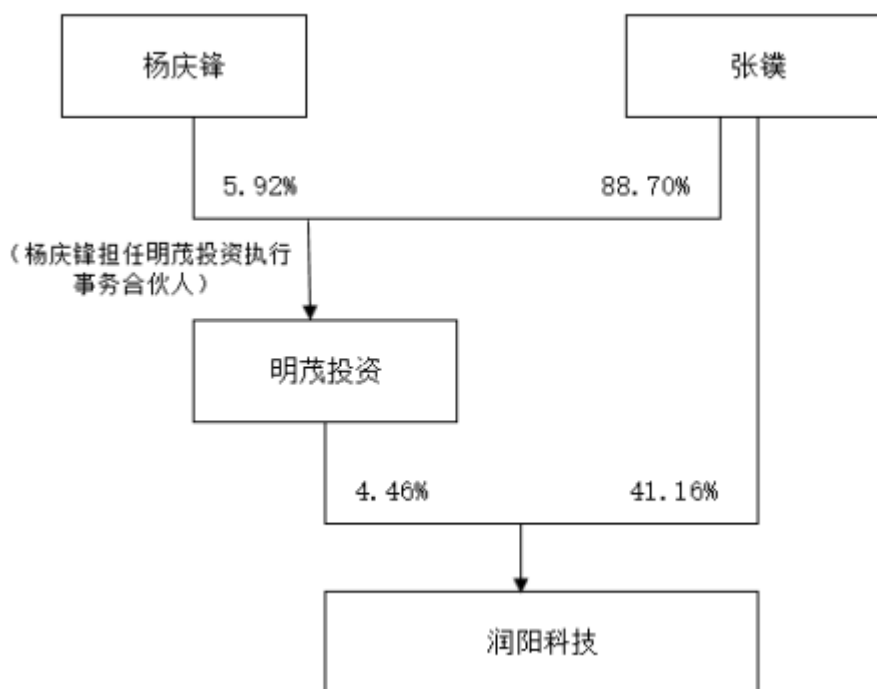 杨庆锋
张镤
5.92%
88.70%
（杨庆锋担任明茂投资执行
事务合伙人）
明茂投资
4.46%
41.16%
润阳科技